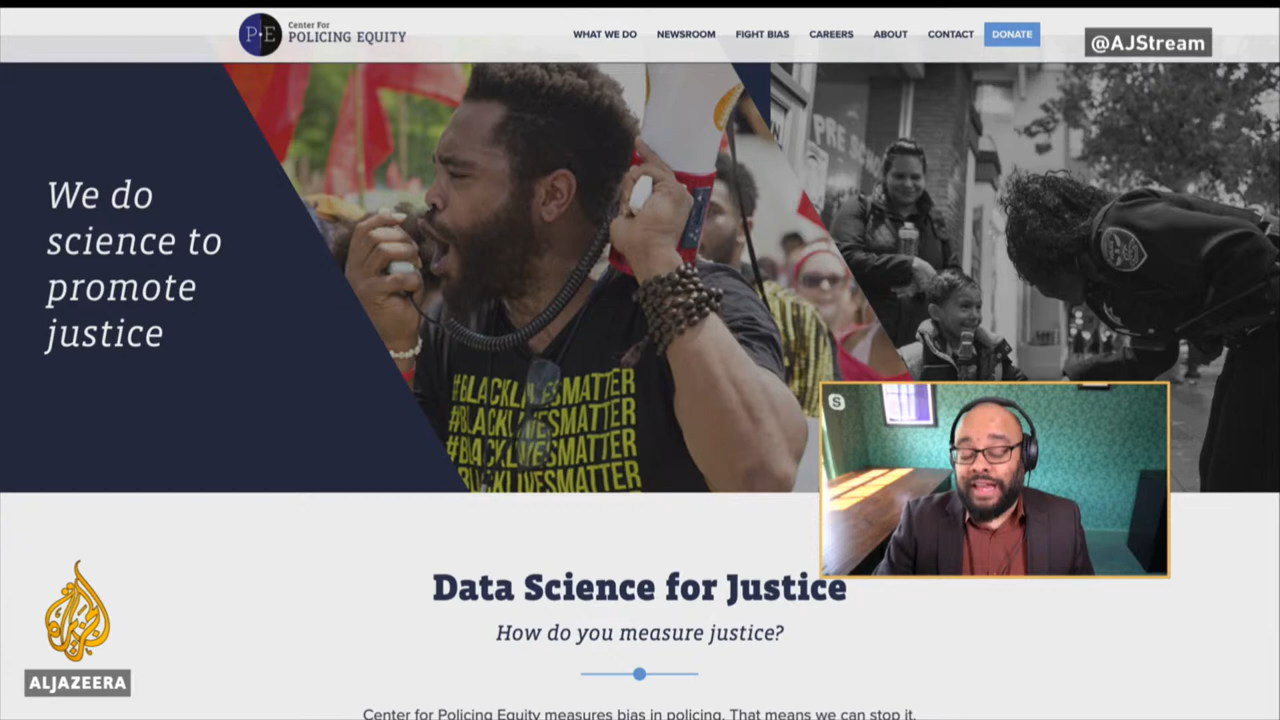 P E
Center For
POLICING EQUITY
WHAT WE DO
NEWSROOM
FIGHT BIAS
CAREERS
ABOUT
CONTACT
DONATE
@AJStream
We do
science to
promote
justice
PRE
#BLACKLIVESMATTER
#BLACKLIVESMATTER
#BLACKLIVESMATTER
#BLACKLIVESMATTER
S
Data Science for Justice
How do you measure justice?
ALJAZEERA
Center for Policing Equity measures bias in policing. That means we can stop it.